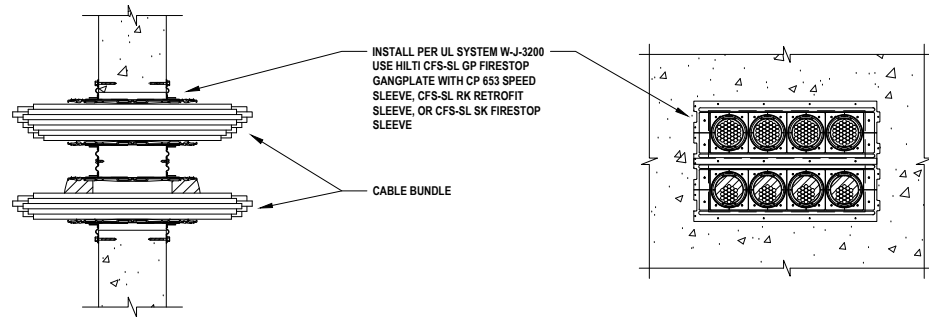 INSTALL PER UL SYSTEM W-J-3200
USE HILTI CFS-SL GP FIRESTOP
GANGPLATE WITH CP 653 SPEED
SLEEVE, CFS-SL RK RETROFIT
SLEEVE, OR CFS-SL SK FIRESTOP
SLEEVE
CABLE BUNDLE